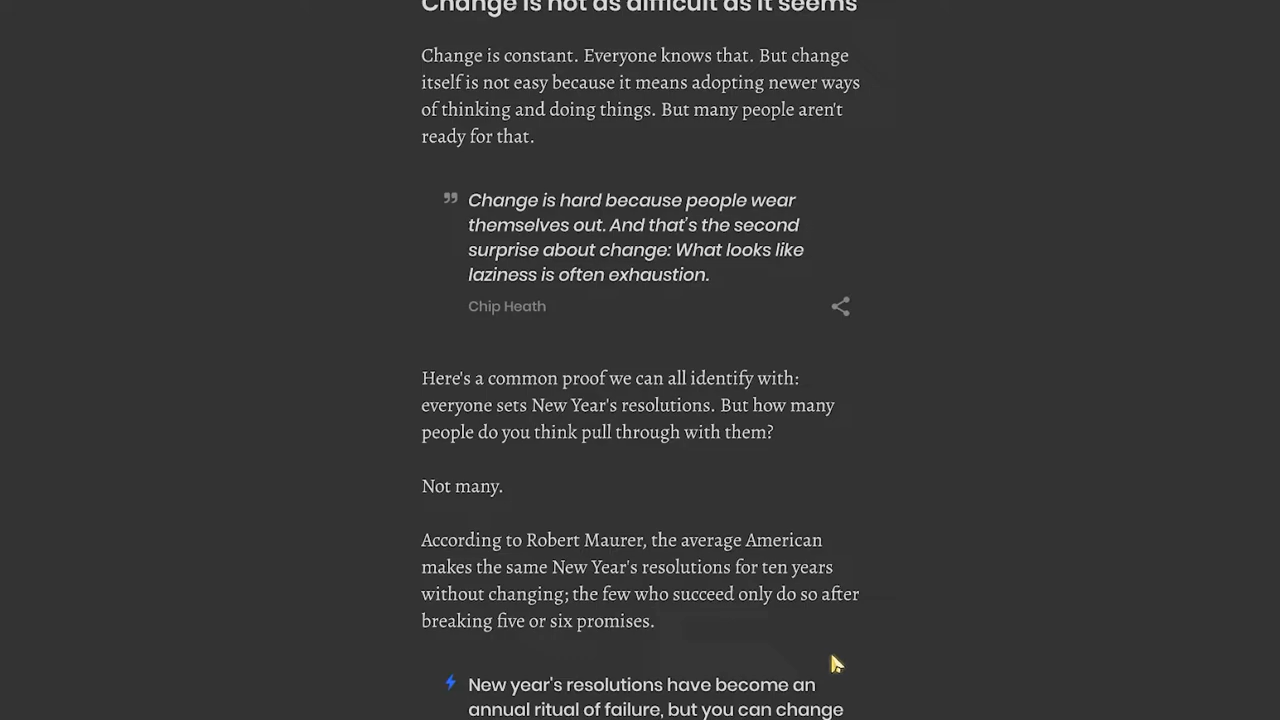 Change is not as difficult as it seems
Change is constant. Everyone knows that. But change
itself is not easy because it means adopting newer ways
of thinking and doing things. But many people aren't
ready for that.
" Change is hard because people wear
themselves out. And that's the second
surprise about change: What looks like
laziness is often exhaustion.
Chip Heath
Here's a common proof we can all identify with:
everyone sets New Year's resolutions. But how many
people do you think pull through with them?
Not many.
According to Robert Maurer, the average American
makes the same New Year's resolutions for ten years
without changing; the few who succeed only do so after
breaking five or six promises.
New year's resolutions have become an
annual ritual of failure, but you can change